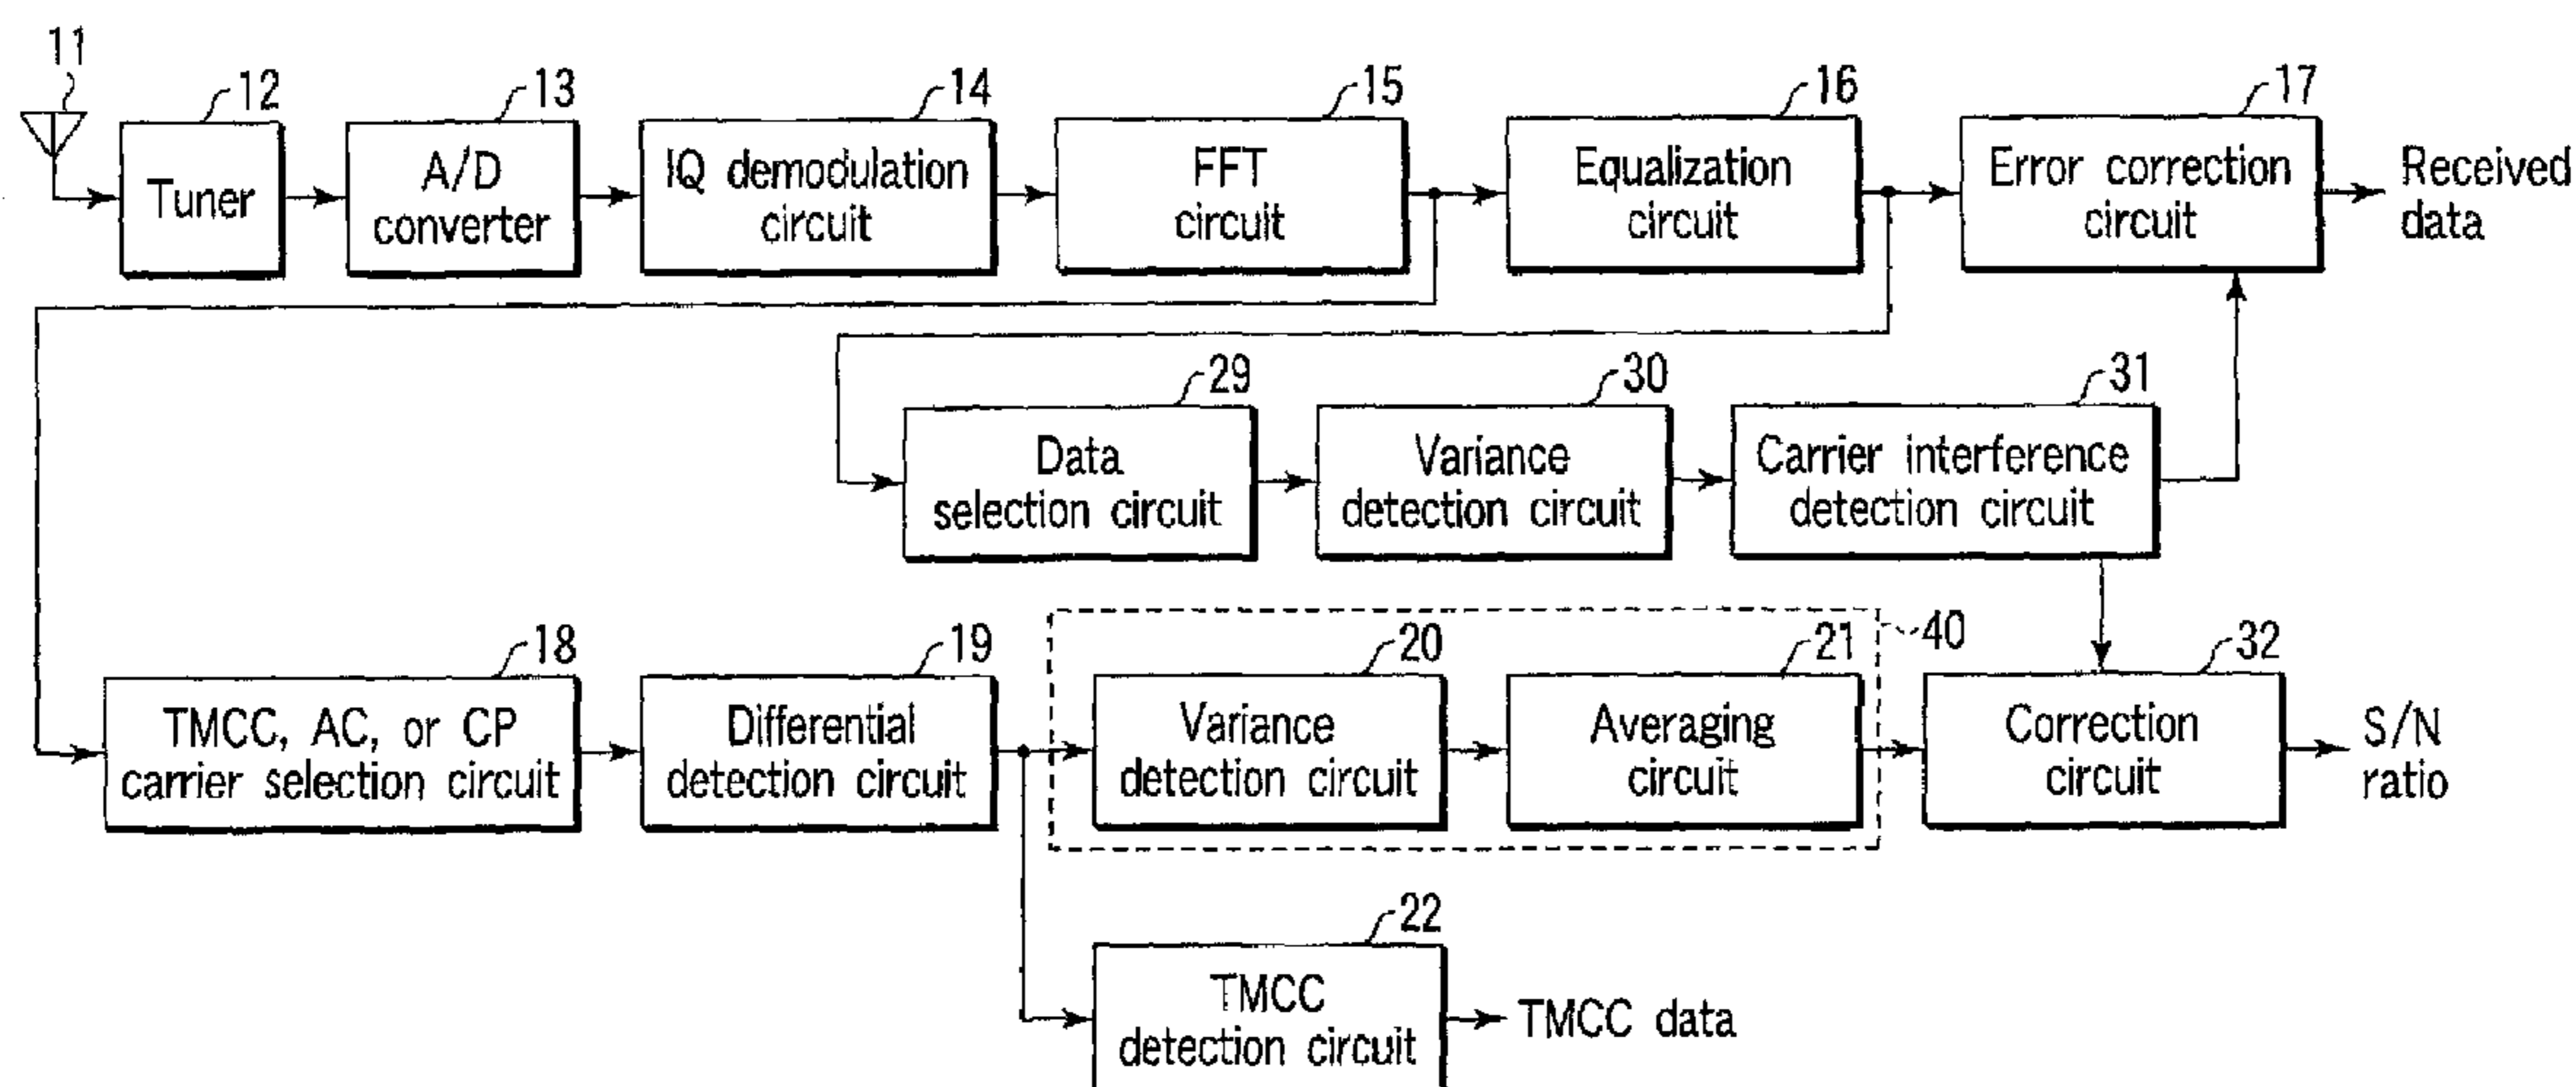 11
12
13
14
15
16
17
Tuner
A/D
converter
IQ demodulation
circuit
FFT
circuit
Equalization
circuit
Error correction
circuit
Received
data
29
30
31
Data
selection circuit
Variance
detection circuit
Carrier interference
detection circuit
18
19
20
21
40
32
TMCC, AC, or CP
carrier selection circuit
Differential
detection circuit
Variance
detection circuit
Averaging
circuit
Correction
circuit
S/N
ratio
22
TMCC
detection circuit
TMCC data